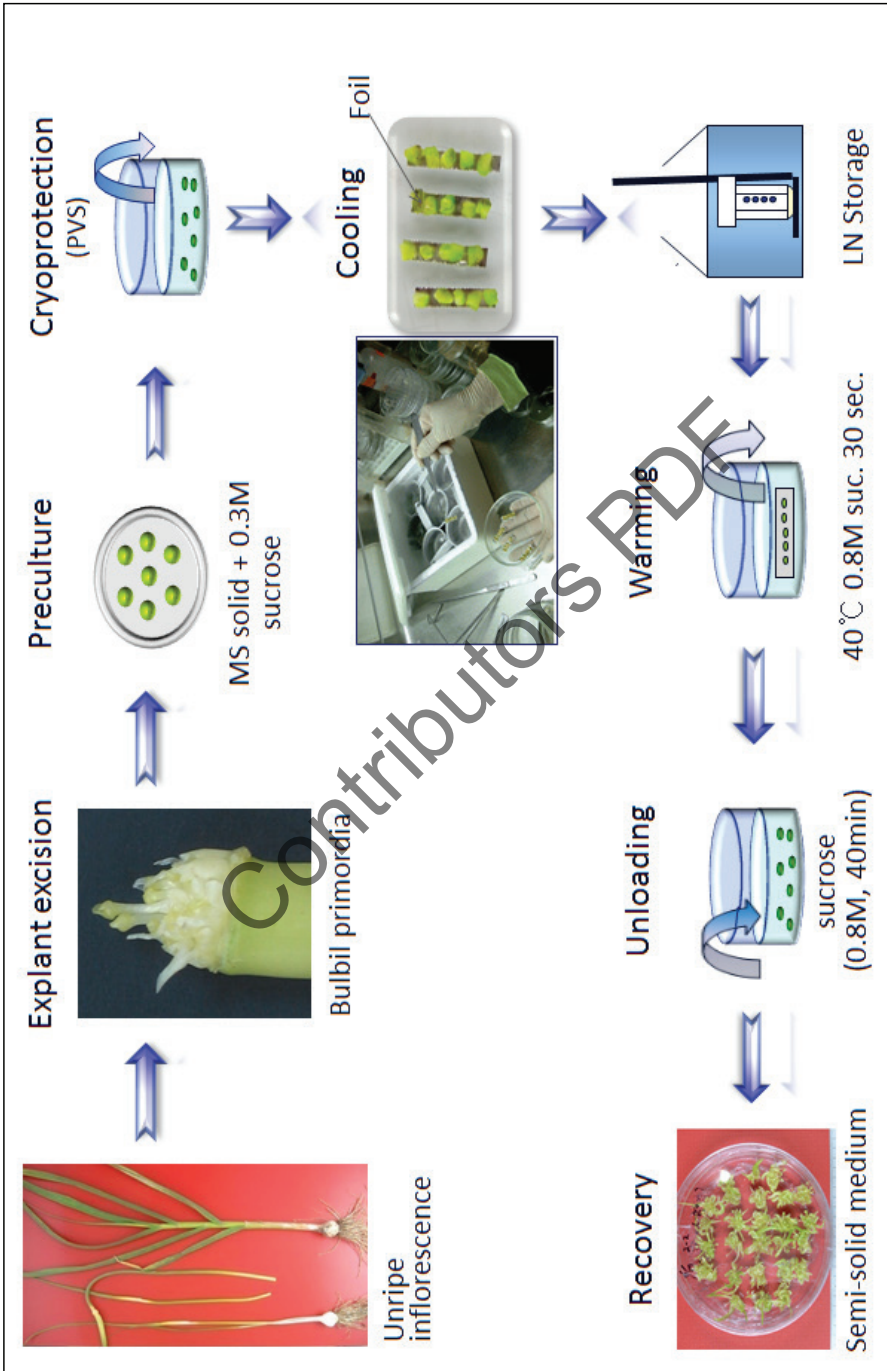 Unripe
inflorescence
Explant excision
Bulbil primordia
Preculture
MS solid + 0.3M
sucrose
Cryoprotection
(PVS)
Cooling
Foil
LN Storage
Warming
40℃ 0.8M suc. 30 sec.
Unloading
sucrose
(0.8M, 40min)
Recovery
Semi-solid medium
Contributors PDF